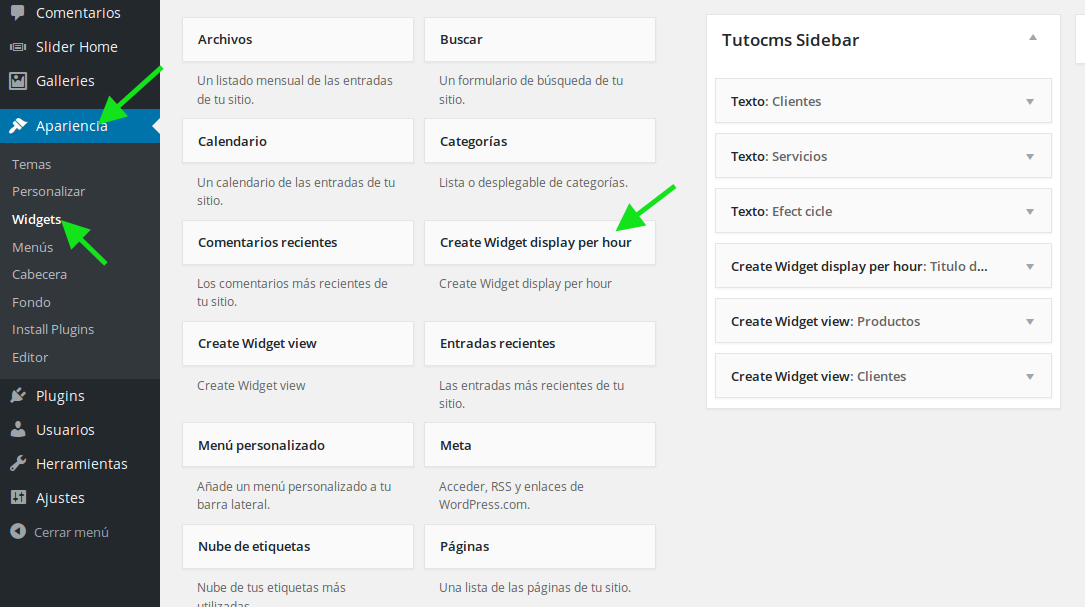 Comentarios
Slider Home
Galleries
Apariencia
Temas
Personalizar
Widgets
Menús
Cabecera
Fondo
Install Plugins
Editor
Plugins
Usuarios
Herramientas
Ajustes
Cerrar menú
Archivos
Un listado mensual de las entradas
de tu sitio.
Buscar
Un formulario de búsqueda de tu
sitio.
Calendario
Un calendario de las entradas de tu
sitio.
Categorías
Lista o desplegable de categorías.
Comentarios recientes
Los comentarios más recientes de
tu sitio.
Create Widget display per hour
Create Widget display per hour
Create Widget view
Create Widget view
Entradas recientes
Las entradas más recientes de tu
sitio.
Menú personalizado
Añade un menú personalizado a tu
barra lateral.
Meta
Acceder, RSS y enlaces de
WordPress.com.
Nube de etiquetas
Nube de tus etiquetas más
utilizadas
Páginas
Una lista de las páginas de tu sitio.
Tutocms Sidebar
Texto: Clientes
Texto: Servicios
Texto: Efect cicle
Create Widget display per hour: Titulo d...
Create Widget view: Productos
Create Widget view: Clientes